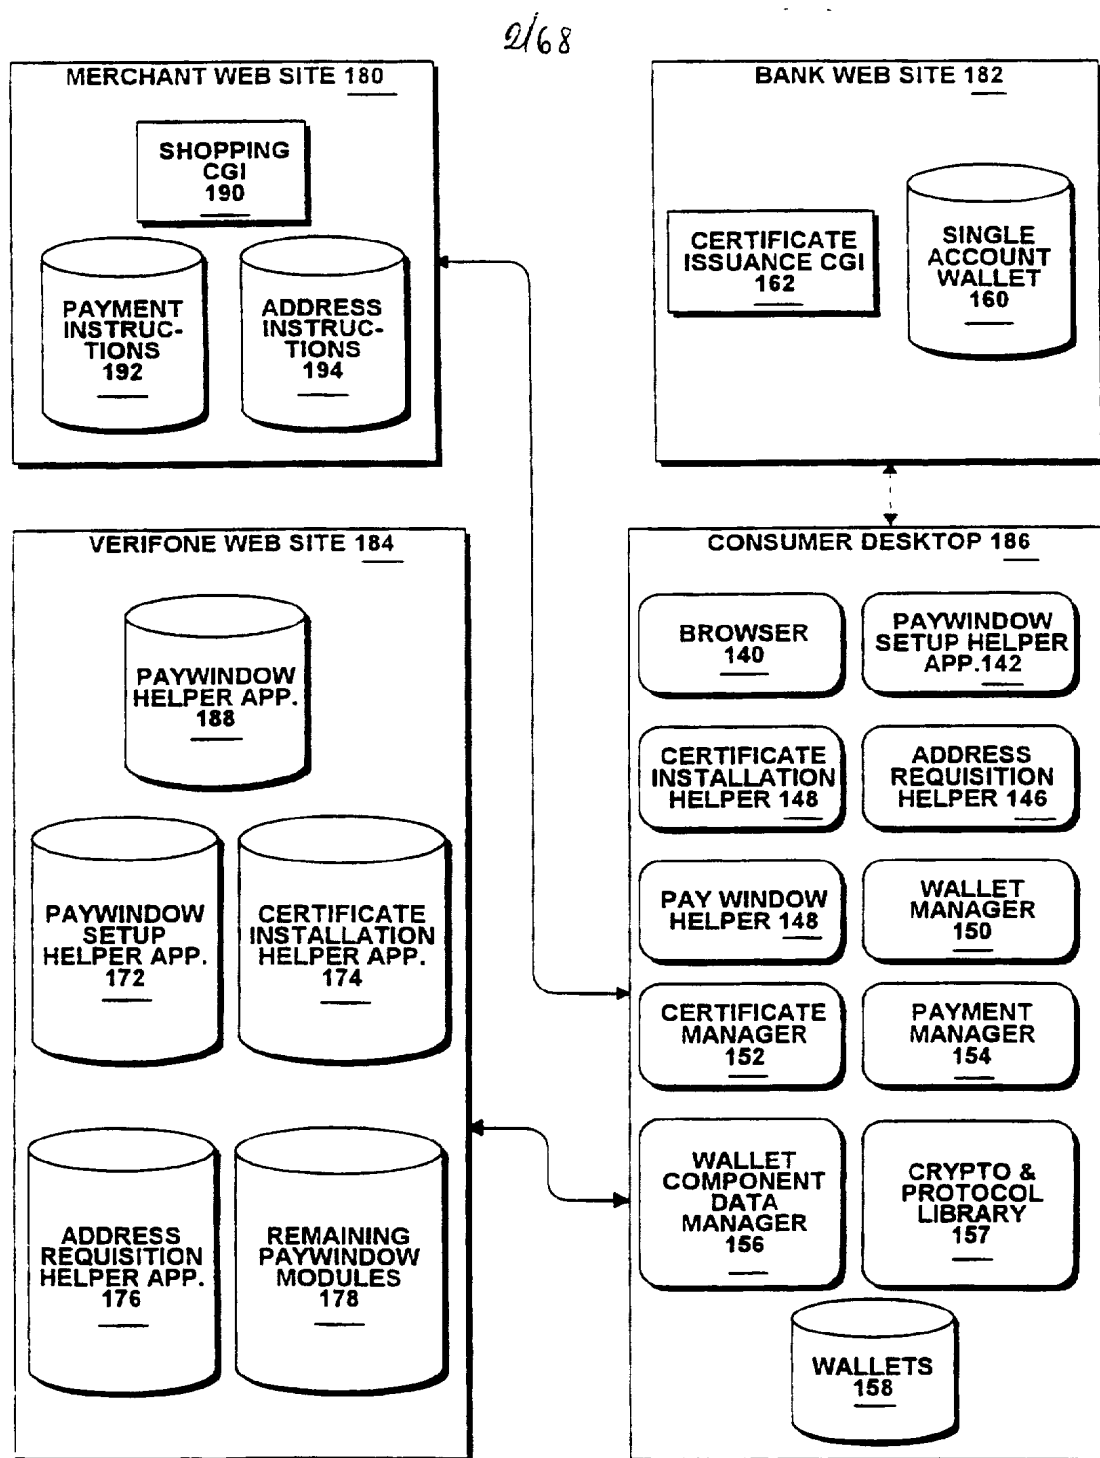 2/68
MERCHANT WEB SITE 180
SHOPPING
CGI
190
PAYMENT
INSTRUC-
TIONS
192
ADDRESS
INSTRUC-
TIONS
194
BANK WEB SITE 182
CERTIFICATE
ISSUANCE CGI
162
SINGLE
ACCOUNT
WALLET
160
VERIFONE WEB SITE 184
PAYWINDOW
HELPER APP.
188
PAYWINDOW
SETUP
HELPER APP.
172
CERTIFICATE
INSTALLATION
HELPER APP.
174
ADDRESS
REQUISITION
HELPER APP.
176
REMAINING
PAYWINDOW
MODULES
178
CONSUMER DESKTOP 186
BROWSER
140
PAYWINDOW
SETUP HELPER
APP.142
CERTIFICATE
INSTALLATION
HELPER 148
ADDRESS
REQUISITION
HELPER 146
PAY WINDOW
HELPER 148
WALLET
MANAGER
150
CERTIFICATE
MANAGER
152
PAYMENT
MANAGER
154
WALLET
COMPONENT
DATA
MANAGER
156
CRYPTO &
PROTOCOL
LIBRARY
157
WALLETS
158